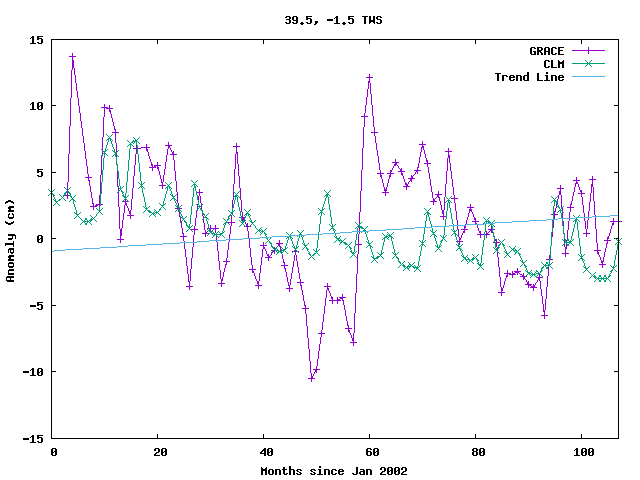 39.5, -1.5 TWS
GRACE
CLM
Trend Line
15
10
5
0
-5
-10
-15
Anomaly (cm)
0 20 40 60 80 100
Months since Jan 2002